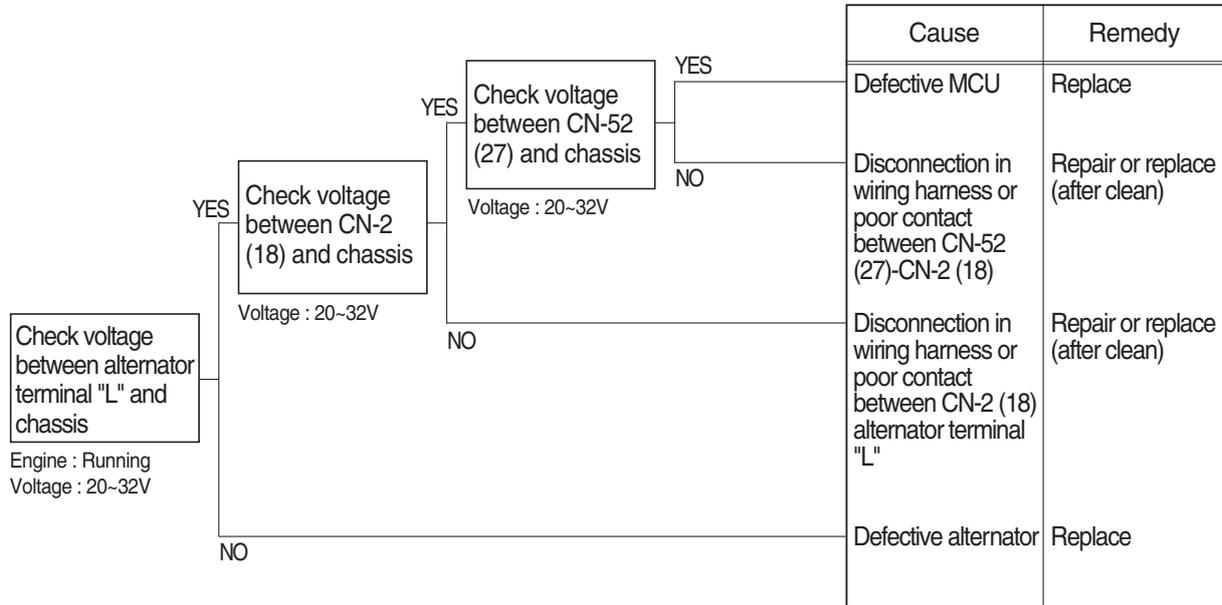 Check voltage
between alternator
terminal "L" and
chassis
Engine : Running
Voltage : 20~32V
YES
NO
Check voltage
between CN-2
(18) and chassis
Voltage : 20~32V
YES
NO
Check voltage
between CN-52
(27) and chassis
Voltage : 20~32V
YES
NO
Cause
Remedy
Defective MCU
Replace
Disconnection in
wiring harness or
poor contact
between CN-52
(27)-CN-2 (18)
Repair or replace
(after clean)
Disconnection in
wiring harness or
poor contact
between CN-2 (18)
alternator terminal
"L"
Repair or replace
(after clean)
Defective alternator
Replace